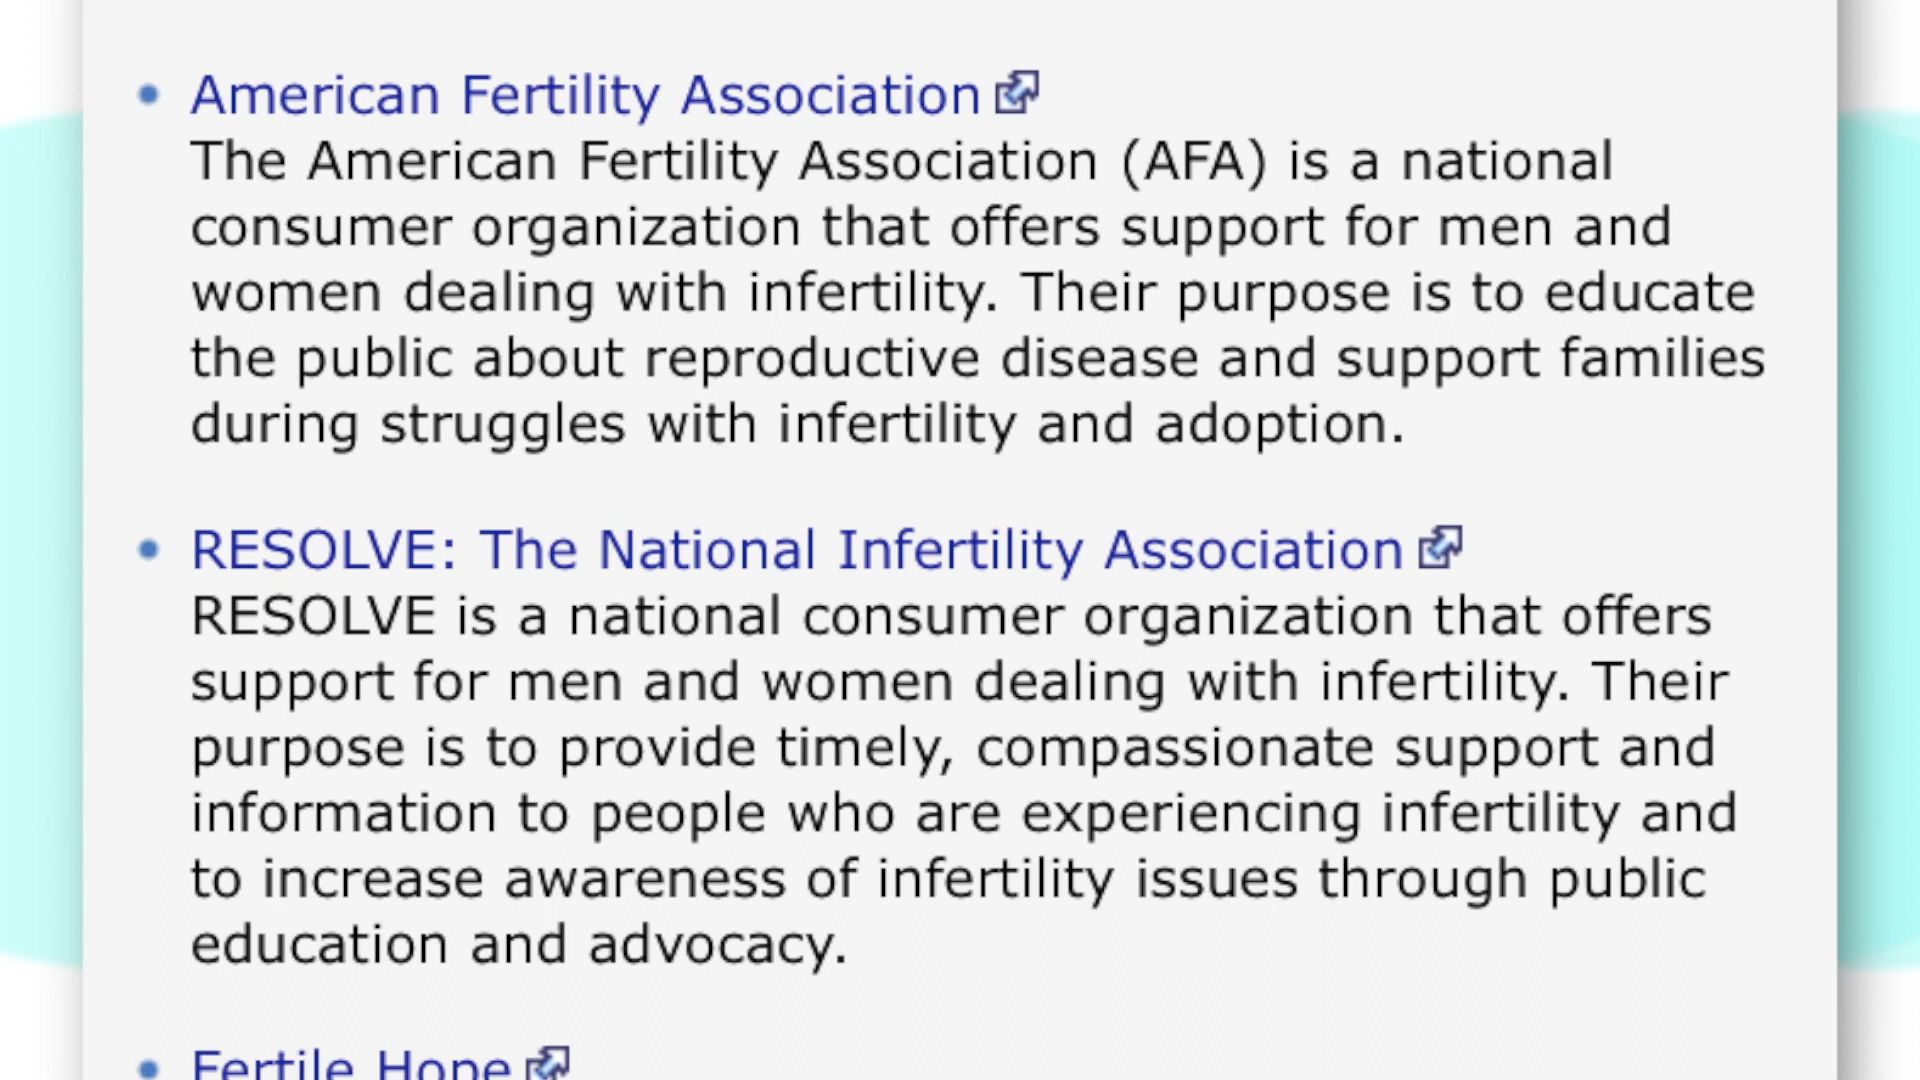 American Fertility Association
The American Fertility Association (AFA) is a national
consumer organization that offers support for men and
women dealing with infertility. Their purpose is to educate
the public about reproductive disease and support families
during struggles with infertility and adoption.
RESOLVE: The National Infertility Association
RESOLVE is a national consumer organization that offers
support for men and women dealing with infertility. Their
purpose is to provide timely, compassionate support and
information to people who are experiencing infertility and
to increase awareness of infertility issues through public
education and advocacy.
Fertile Hope